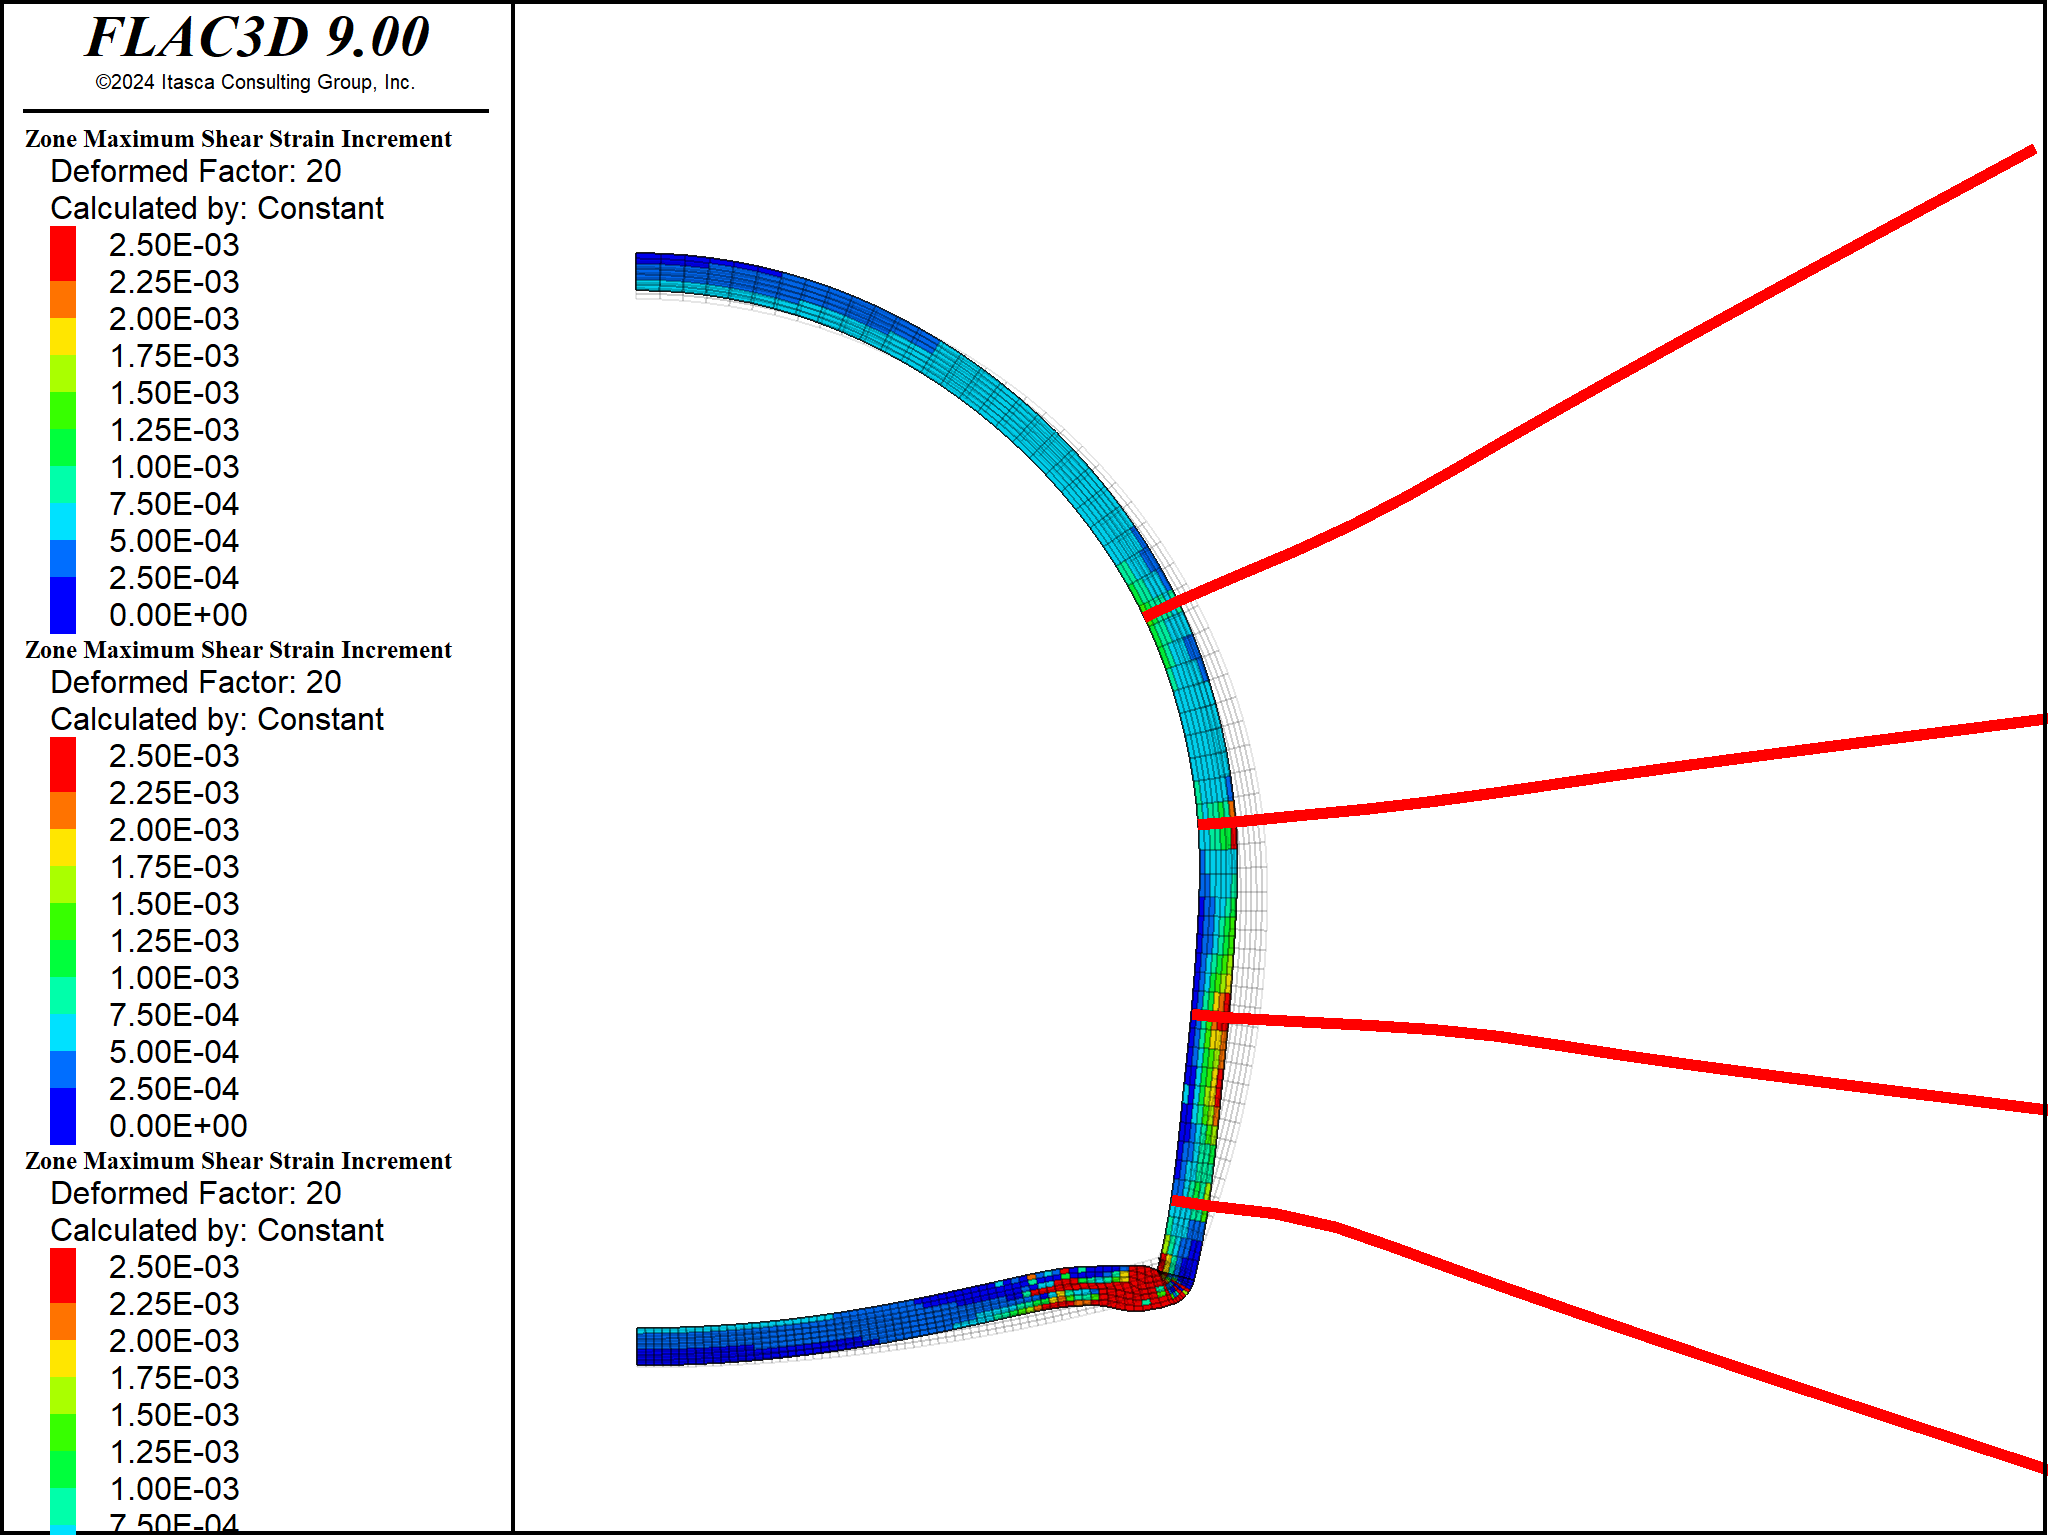 FLAC3D 9.00
©2024 Itasca Consulting Group, Inc.
Zone Maximum Shear Strain Increment
Deformed Factor: 20
Calculated by: Constant
2.50E-03
2.25E-03
2.00E-03
1.75E-03
1.50E-03
1.25E-03
1.00E-03
7.50E-04
5.00E-04
2.50E-04
0.00E+00
Zone Maximum Shear Strain Increment
Deformed Factor: 20
Calculated by: Constant
2.50E-03
2.25E-03
2.00E-03
1.75E-03
1.50E-03
1.25E-03
1.00E-03
7.50E-04
5.00E-04
2.50E-04
0.00E+00
Zone Maximum Shear Strain Increment
Deformed Factor: 20
Calculated by: Constant
2.50E-03
2.25E-03
2.00E-03
1.75E-03
1.50E-03
1.25E-03
1.00E-03
7.50E-04